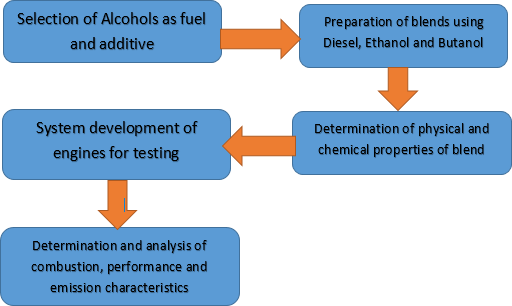 Selection of Alcohols as fuel
and additive
Preparation of blends using
Diesel, Ethanol and Butanol
Determination of physical and
chemical properties of blend
System development of
engines for testing
Determination and analysis of
combustion, performance and
emission characteristics